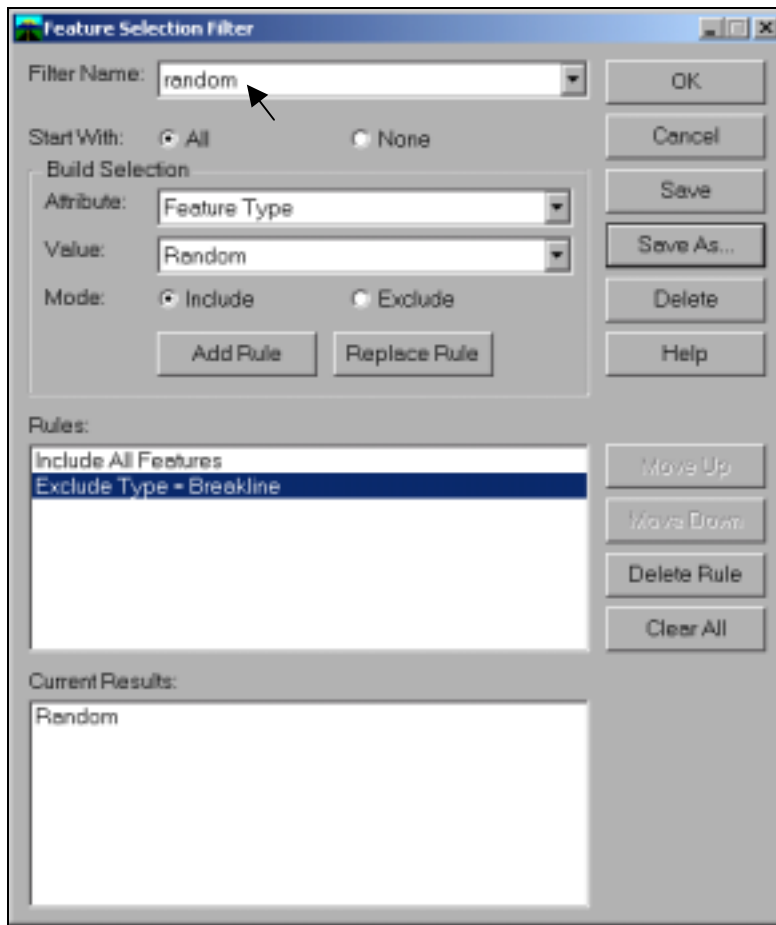 Feature Selection Filter
Filter Name: random OK
Start With: All None Cancel
Build Selection
Attribute: Feature Type Save
Value: Random Save As...
Mode: Include Exclude Delete
Add Rule Replace Rule Help
Rules:
Include All Features Move Up
Exclude Type = Breakline
Move Down
Delete Rule
Clear All
Current Results:
Random